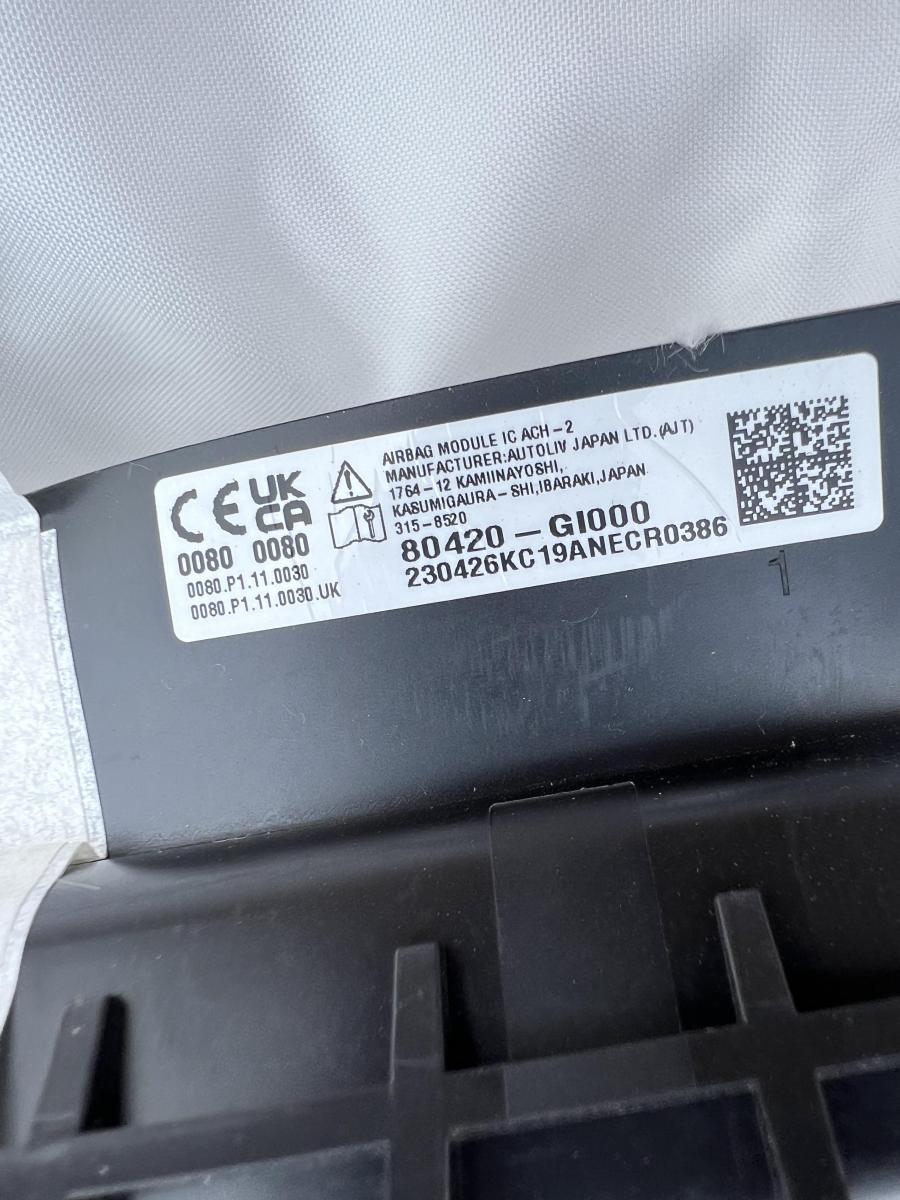 CE UK CA
0080 0080
0080.P1.11.0030
0080.P1.11.0030.UK
AIRBAG MODULE IC ACH-2
MANUFACTURER:AUTOLIV JAPAN LTD.(AJT)
1764-12 KAMIINAYOSHI,
KASUMIGAURA-SHI,IBARAKI,JAPAN
315-8520
80420-GI000
230426KC19ANECR0386
1